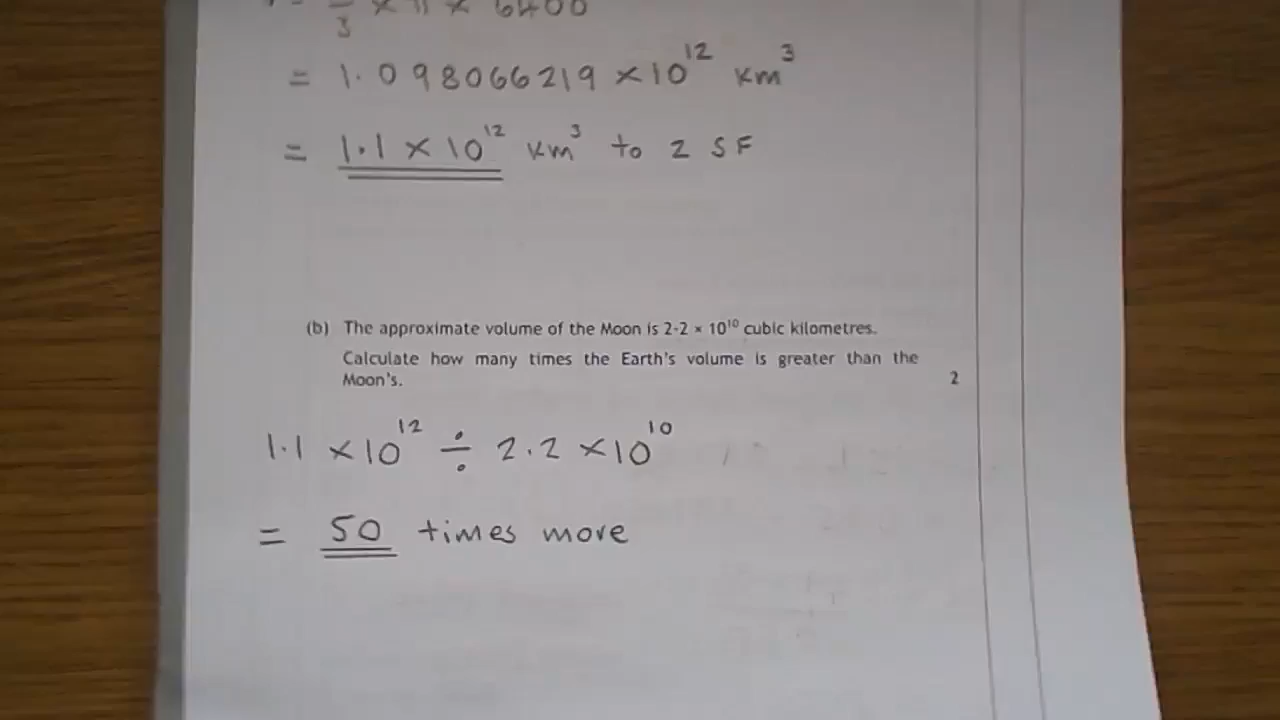 3 × π × 6400
= 1.098066219 × 10¹² km³
= 1.1 × 10¹² km³ to 2 SF
(b) The approximate volume of the Moon is 2·2 × 10¹⁰ cubic kilometres.
Calculate how many times the Earth's volume is greater than the
Moon's.
2
1.1 × 10¹² ÷ 2.2 × 10¹⁰
= 50 times more